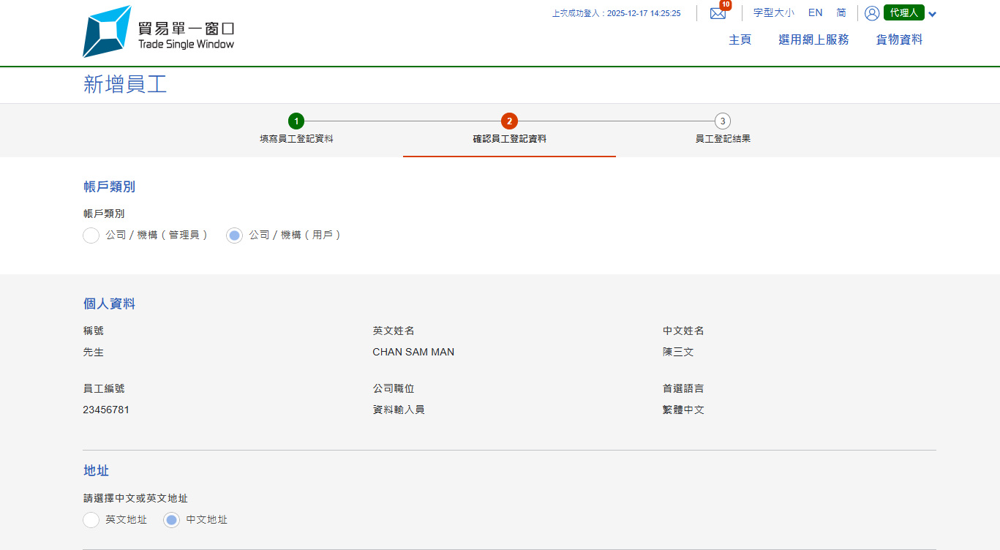 上次成功登入：2025-12-17 14:25:25
10
字型大小 EN 简
代理人
貿易單一窗口
Trade Single Window
主頁 選用網上服務 貨物資料
新增員工
1 2 3
填寫員工登記資料 確認員工登記資料 員工登記結果
帳戶類別
帳戶類別
公司 / 機構 ( 管理員 ) 公司 / 機構 ( 用戶 )
個人資料
稱號 英文姓名 中文姓名
先生 CHAN SAM MAN 陳三文
員工編號 公司職位 首選語言
23456781 資料輸入員 繁體中文
地址
請選擇中文或英文地址
英文地址 中文地址